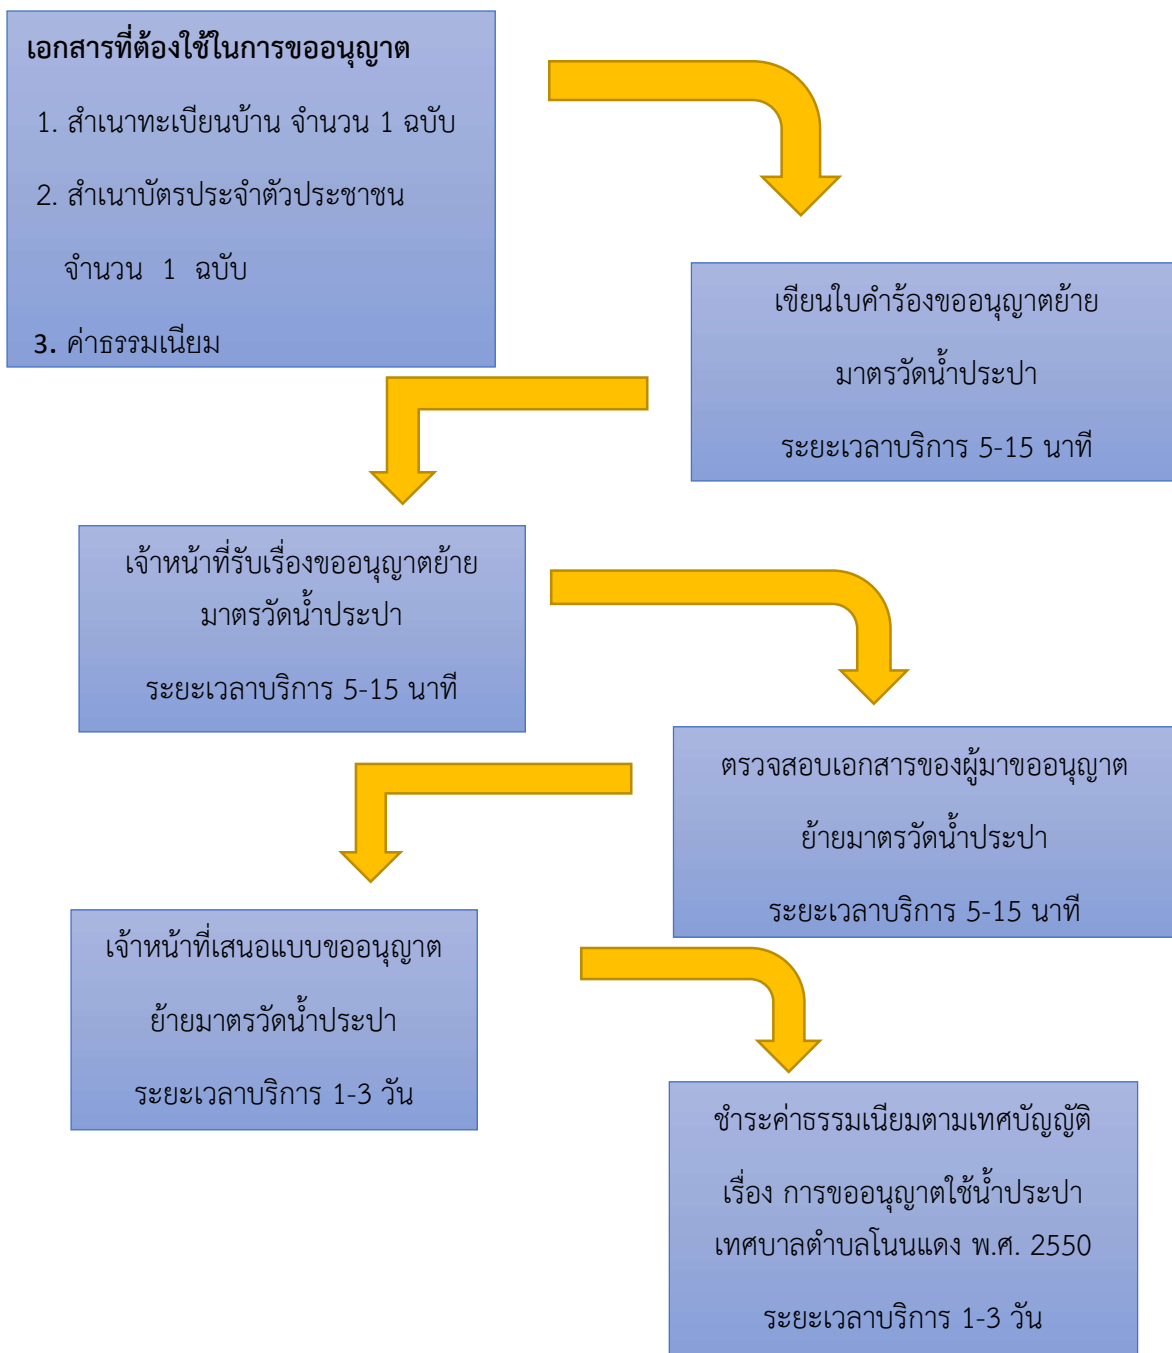 เอกสารที่ต้องใช้ในการขออนุญาต
1. สำเนาทะเบียนบ้าน จำนวน 1 ฉบับ
2. สำเนาบัตรประจำตัวประชาชน
จำนวน 1 ฉบับ
3. ค่าธรรมเนียม
เขียนใบคำร้องขออนุญาตย้าย
มาตรวัดน้ำประปา
ระยะเวลาบริการ 5-15 นาที
เจ้าหน้าที่รับเรื่องขออนุญาตย้าย
มาตรวัดน้ำประปา
ระยะเวลาบริการ 5-15 นาที
ตรวจสอบเอกสารของผู้มาขออนุญาต
ย้ายมาตรวัดน้ำประปา
ระยะเวลาบริการ 5-15 นาที
เจ้าหน้าที่เสนอแบบขออนุญาต
ย้ายมาตรวัดน้ำประปา
ระยะเวลาบริการ 1-3 วัน
ชำระค่าธรรมเนียมตามเทศบัญญัติ
เรื่อง การขออนุญาตใช้น้ำประปา
เทศบาลตำบลโนนแดง พ.ศ. 2550
ระยะเวลาบริการ 1-3 วัน